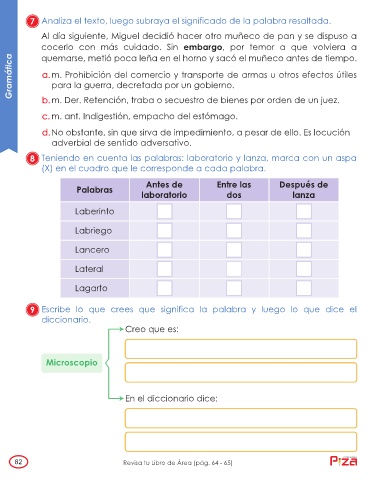 Gramática
7 Analiza el texto, luego subraya el significado de la palabra resaltada.
Al día siguiente, Miguel decidió hacer otro muñeco de pan y se dispuso a
cocerlo con más cuidado. Sin embargo, por temor a que volviera a
quemarse, metió poca leña en el horno y sacó el muñeco antes de tiempo.
a. m. Prohibición del comercio y transporte de armas u otros efectos útiles
para la guerra, decretada por un gobierno.
b. m. Der. Retención, traba o secuestro de bienes por orden de un juez.
c. m. ant. Indigestión, empacho del estómago.
d. No obstante, sin que sirva de impedimiento, a pesar de ello. Es locución
adverbial de sentido adversativo.
8 Teniendo en cuenta las palabras: laboratorio y lanza, marca con un aspa
(X) en el cuadro que le corresponde a cada palabra.
Palabras Antes de laboratorio Entre las dos Después de lanza
Laberinto
Labriego
Lancero
Lateral
Lagarto
9 Escribe lo que crees que significa la palabra y luego lo que dice el
diccionario.
Creo que es:
Microscopio
En el diccionario dice:
82
Revisa tu Libro de Área (pág. 64 - 65)
PIZA